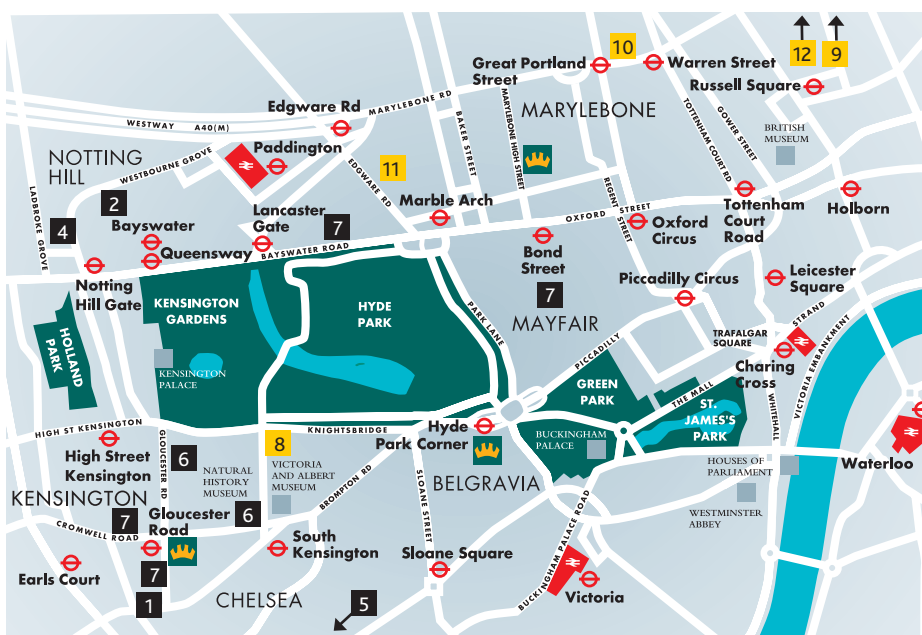 10
12
9
Great Portland
Street
Warren Street
Russell Square
Edgware Rd
MARYLEBONE RD
MARYLEBONE
WESTWAY A40(M)
BAKER STREET
MARYLEBONE HIGH STREET
TOTTENHAM COURT RD
GOWER STREET
BRITISH
MUSEUM
NOTTING
HILL
WESTBOURNE GROVE
Paddington
EDGWARE RD
11
LADBROKE GROVE
2
4
Bayswater
Queensway
Lancaster
Gate
7
BAYSWATER ROAD
Marble Arch
OXFORD STREET
REGENT STREET
Oxford
Circus
Tottenham
Court
Road
Holborn
Notting
Hill Gate
Bond
Street
7
MAYFAIR
Piccadilly Circus
Leicester
Square
KENSINGTON
GARDENS
HYDE
PARK
PARK LANE
HOLLAND
PARK
KENSINGTON
PALACE
PICCADILLY
TRAFALGAR
SQUARE
STRAND
Charing
Cross
VICTORIA EMBANKMENT
GREEN
PARK
THE MALL
ST.
JAMES'S
PARK
WHITEHALL
HIGH ST KENSINGTON
KNIGHTSBRIDGE
High Street
Kensington
GLOUCESTER RD
6
8
Hyde
Park Corner
BUCKINGHAM
PALACE
HOUSES OF
PARLIAMENT
Waterloo
NATURAL
HISTORY
MUSEUM
VICTORIA
AND ALBERT
MUSEUM
BROMPTON RD
SLOANE STREET
BELGRAVIA
WESTMINSTER
ABBEY
KENSINGTON
7
Gloucester
Road
6
CROMWELL ROAD
Earls Court
7
1
South
Kensington
Sloane Square
BUCKINGHAM PALACE ROAD
Victoria
CHELSEA
5